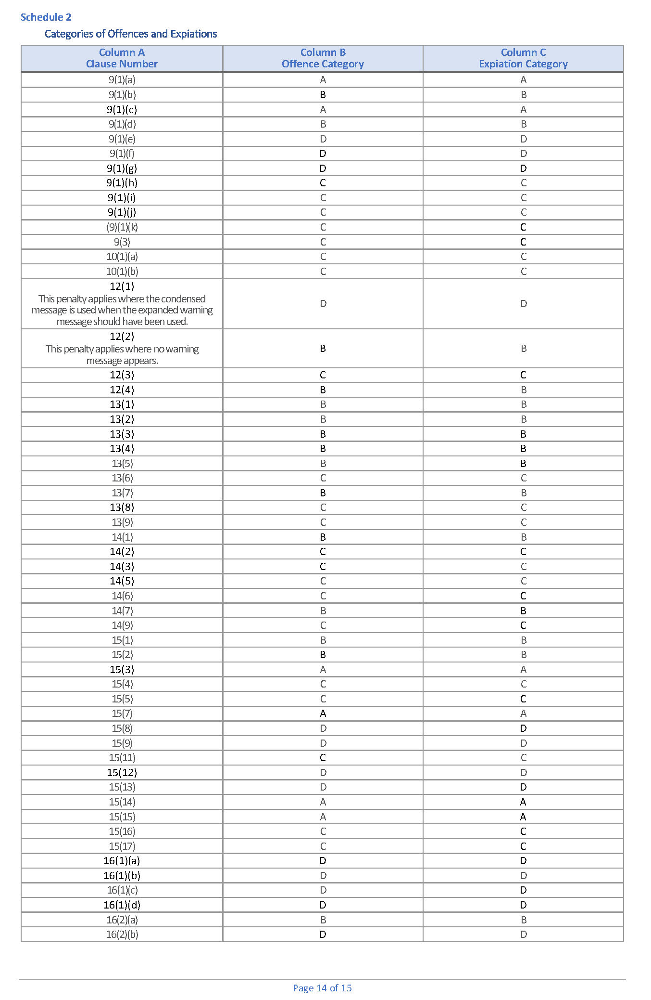 Schedule 2
Categories of Offences and Expiations
Column A Column B Column C
Clause Number Offence Category Expiation Category
9(1)(a) A A
9(1)(b) B B
9(1)(c) A A
9(1)(d) B B
9(1)(e) D D
9(1)(f) D D
9(1)(g) D D
9(1)(h) C C
9(1)(i) C C
9(1)(j) C C
(9)(1)(k) C C
9(3) C C
10(1)(a) C C
10(1)(b) C C
12(1)
This penalty applies where the condensed
message is used when the expanded warning
message should have been used.
D D
12(2)
This penalty applies where no warning
message appears.
B B
12(3) C C
12(4) B B
13(1) B B
13(2) B B
13(3) B B
13(4) B B
13(5) B B
13(6) C C
13(7) B B
13(8) C C
13(9) C C
14(1) B B
14(2) C C
14(3) C C
14(5) C C
14(6) C C
14(7) B B
14(9) C C
15(1) B B
15(2) B B
15(3) A A
15(4) C C
15(5) C C
15(7) A A
15(8) D D
15(9) D D
15(11) C C
15(12) D D
15(13) D D
15(14) A A
15(15) A A
15(16) C C
15(17) C C
16(1)(a) D D
16(1)(b) D D
16(1)(c) D D
16(1)(d) D D
16(2)(a) B B
16(2)(b) D D
Page 14 of 15